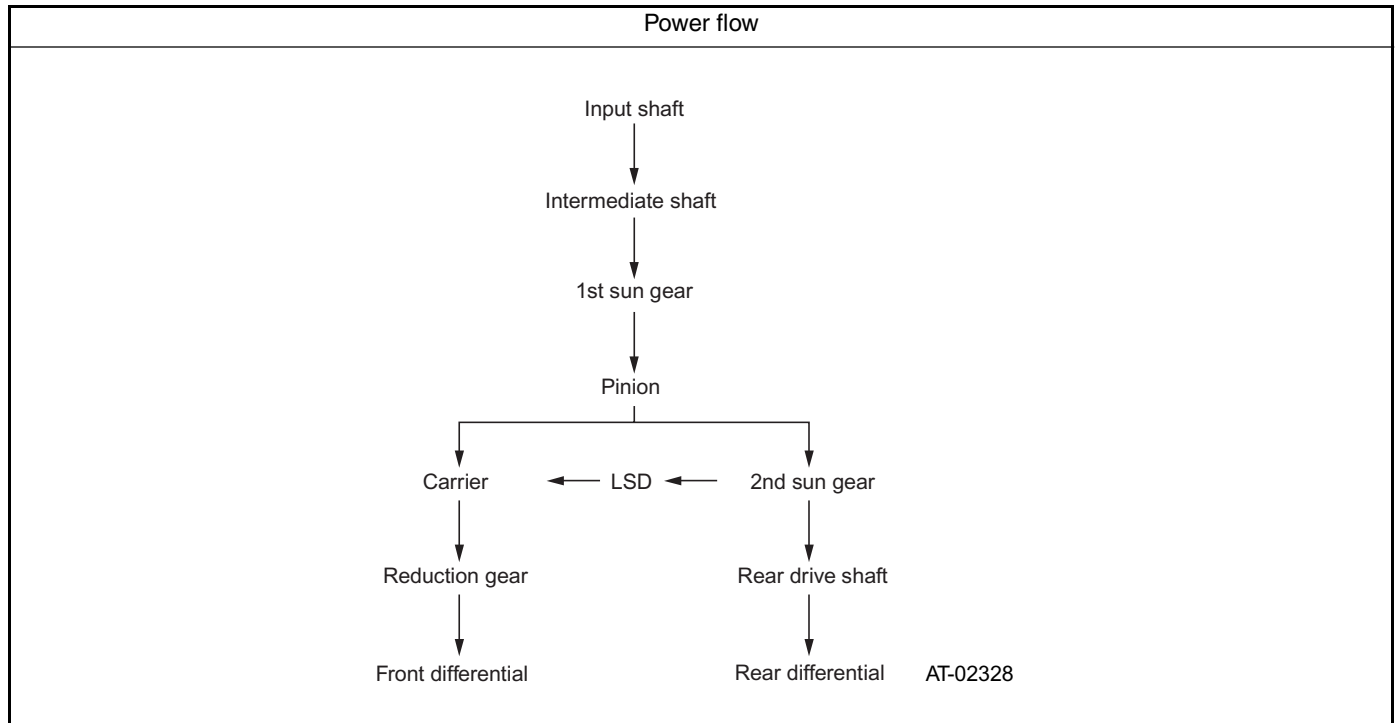 Power flow
Input shaft
Intermediate shaft
1st sun gear
Pinion
Carrier LSD 2nd sun gear
Reduction gear Rear drive shaft
Front differential Rear differential AT-02328